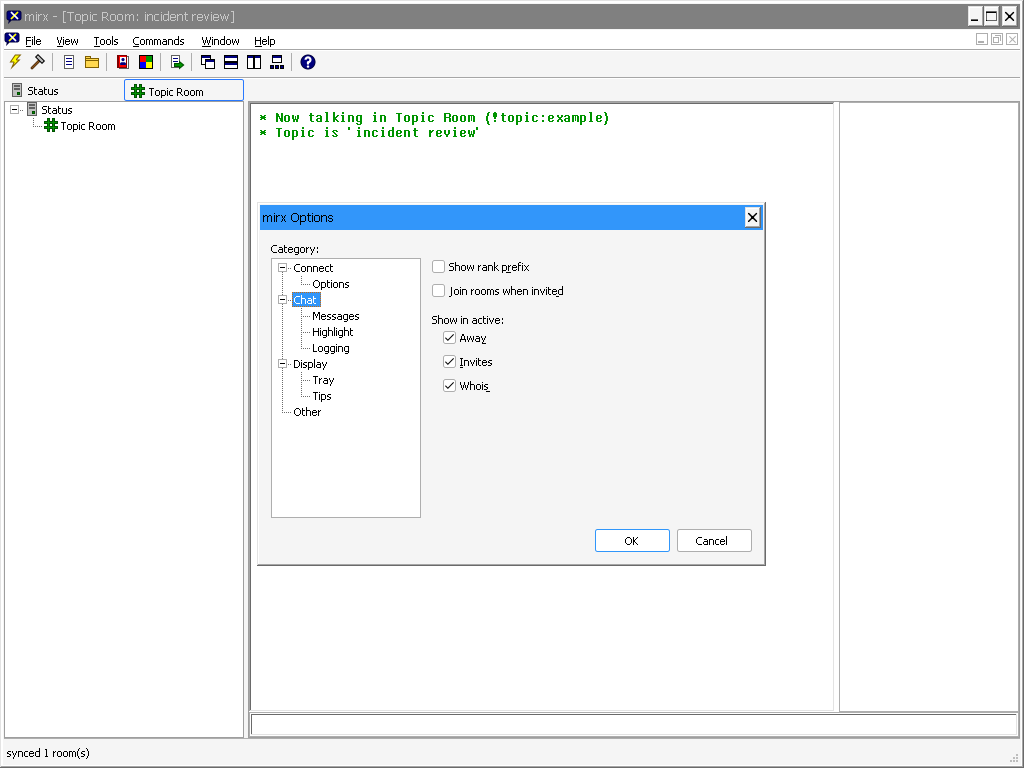 mirx - [Topic Room: incident review]
File View Tools Commands Window Help
Status Topic Room
Status
Topic Room
* Now talking in Topic Room (!topic:example)
* Topic is 'incident review'
mirx Options
Category:
Connect
Options
Chat
Messages
Highlight
Logging
Display
Tray
Tips
Other
Show rank prefix
Join rooms when invited
Show in active:
Away
Invites
Whois
OK Cancel
synced 1 room(s)